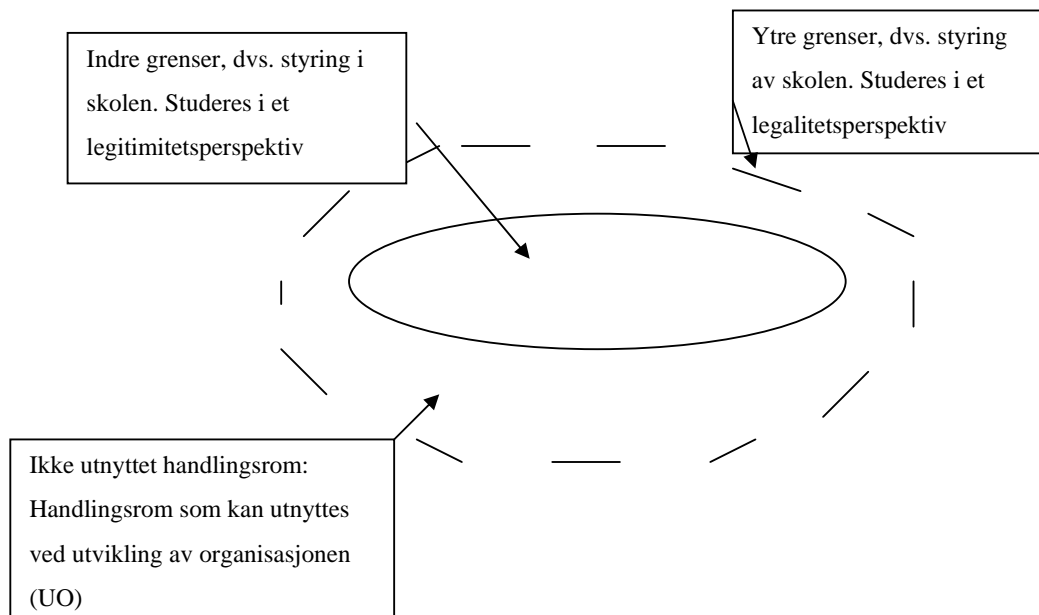 Indre grenser, dvs. styring i
skolen. Studeres i et
legitimitetsperspektiv
Ytre grenser, dvs. styring
av skolen. Studeres i et
legalitetsperspektiv
Ikke utnyttet handlingsrom:
Handlingsrom som kan utnyttes
ved utvikling av organisasjonen
(UO)